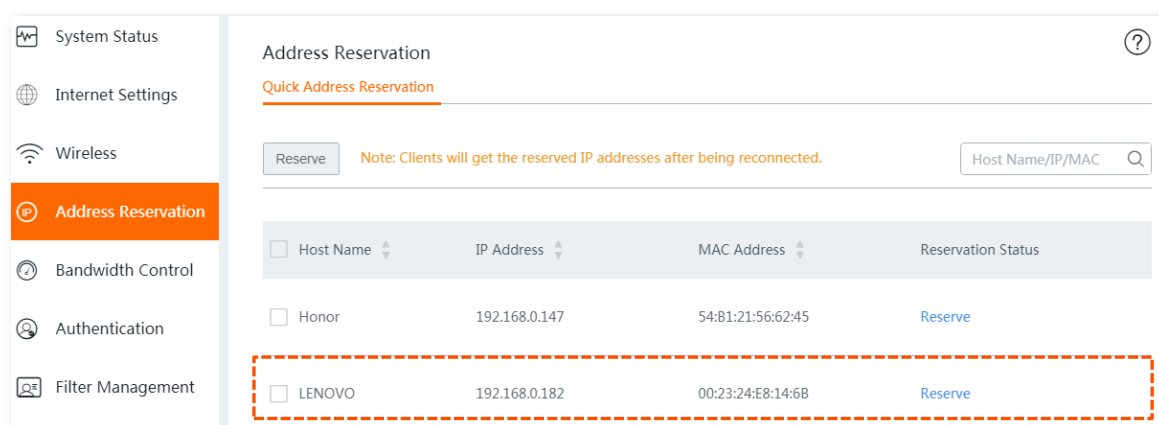 System Status
Internet Settings
Wireless
IP Address Reservation
Bandwidth Control
Authentication
Filter Management
Address Reservation
?
Quick Address Reservation
Reserve Note: Clients will get the reserved IP addresses after being reconnected. Host Name/IP/MAC
Host Name IP Address MAC Address Reservation Status
Honor 192.168.0.147 54:B1:21:56:62:45 Reserve
LENOVO 192.168.0.182 00:23:24:E8:14:6B Reserve